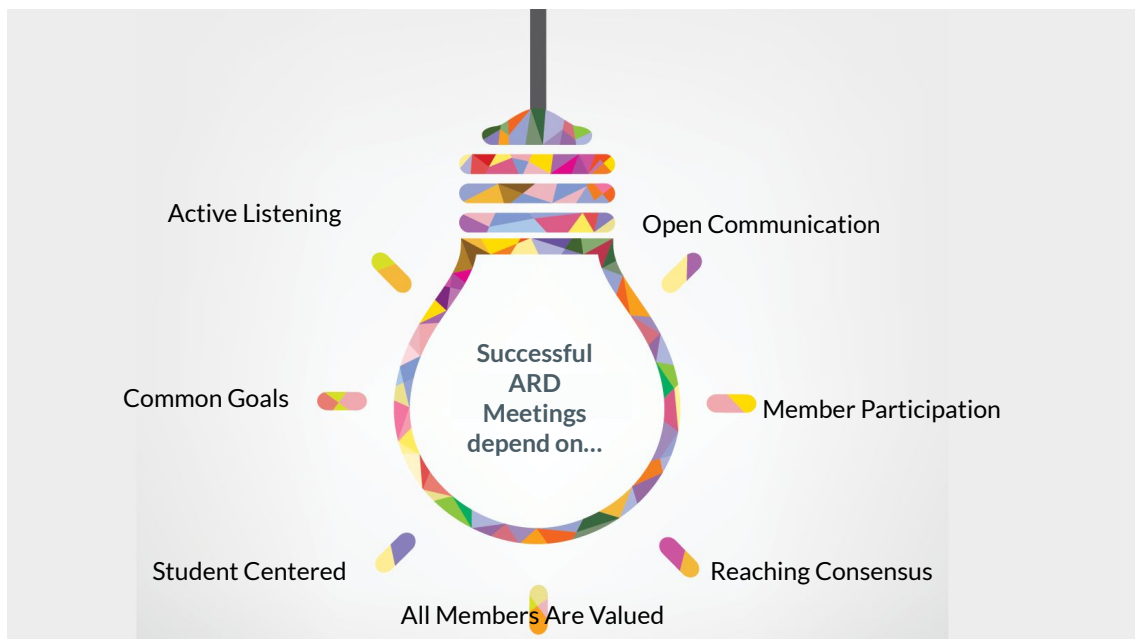 Active Listening
Open Communication
Successful
ARD
Meetings
depend on...
Common Goals
Member Participation
Student Centered
Reaching Consensus
All Members Are Valued